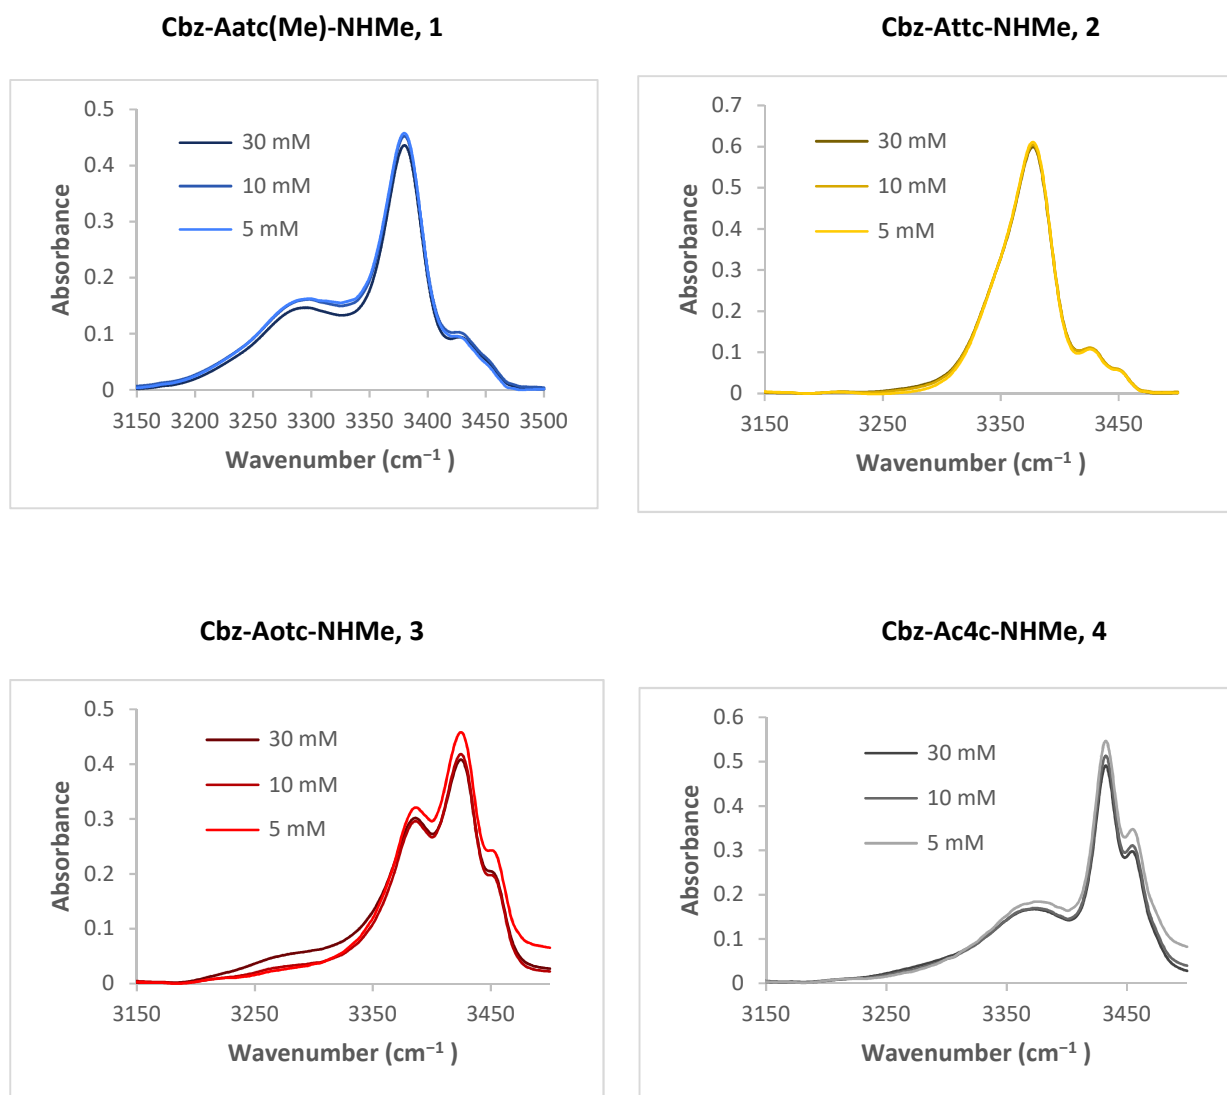 Cbz-Aatc(Me)-NHMe, 1
0.5
0.4
0.3
0.2
0.1
0
Absorbance
30 mM
10 mM
5 mM
3150 3200 3250 3300 3350 3400 3450 3500
Wavenumber (cm⁻¹ )
Cbz-Attc-NHMe, 2
0.7
0.6
0.5
0.4
0.3
0.2
0.1
0
Absorbance
30 mM
10 mM
5 mM
3150 3250 3350 3450
Wavenumber (cm⁻¹ )
Cbz-Aotc-NHMe, 3
0.5
0.4
0.3
0.2
0.1
0
Absorbance
30 mM
10 mM
5 mM
3150 3250 3350 3450
Wavenumber (cm⁻¹ )
Cbz-Ac4c-NHMe, 4
0.6
0.5
0.4
0.3
0.2
0.1
0
Absorbance
30 mM
10 mM
5 mM
3150 3250 3350 3450
Wavenumber (cm⁻¹ )